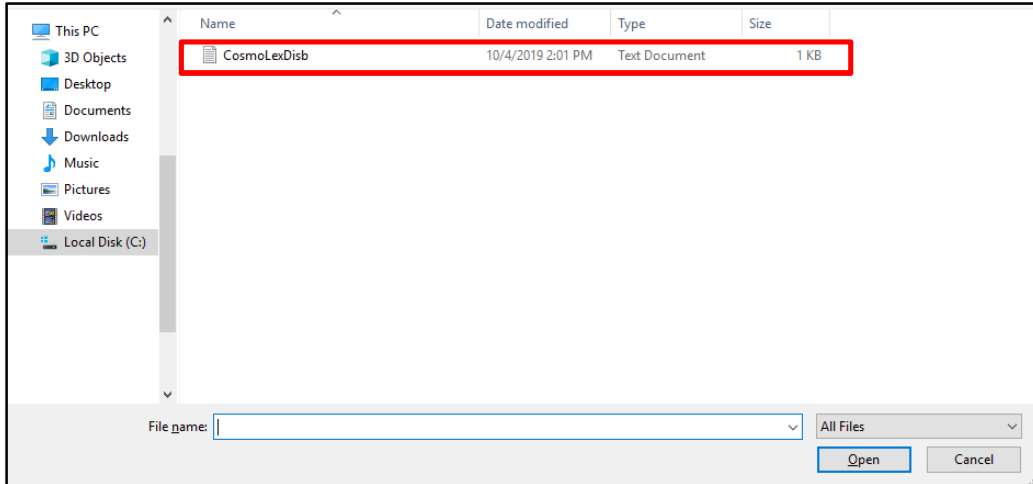 This PC
3D Objects
Desktop
Documents
Downloads
Music
Pictures
Videos
Local Disk (C:)
Name Date modified Type Size
CosmoLexDisb 10/4/2019 2:01 PM Text Document 1 KB
File name: All Files
Open Cancel